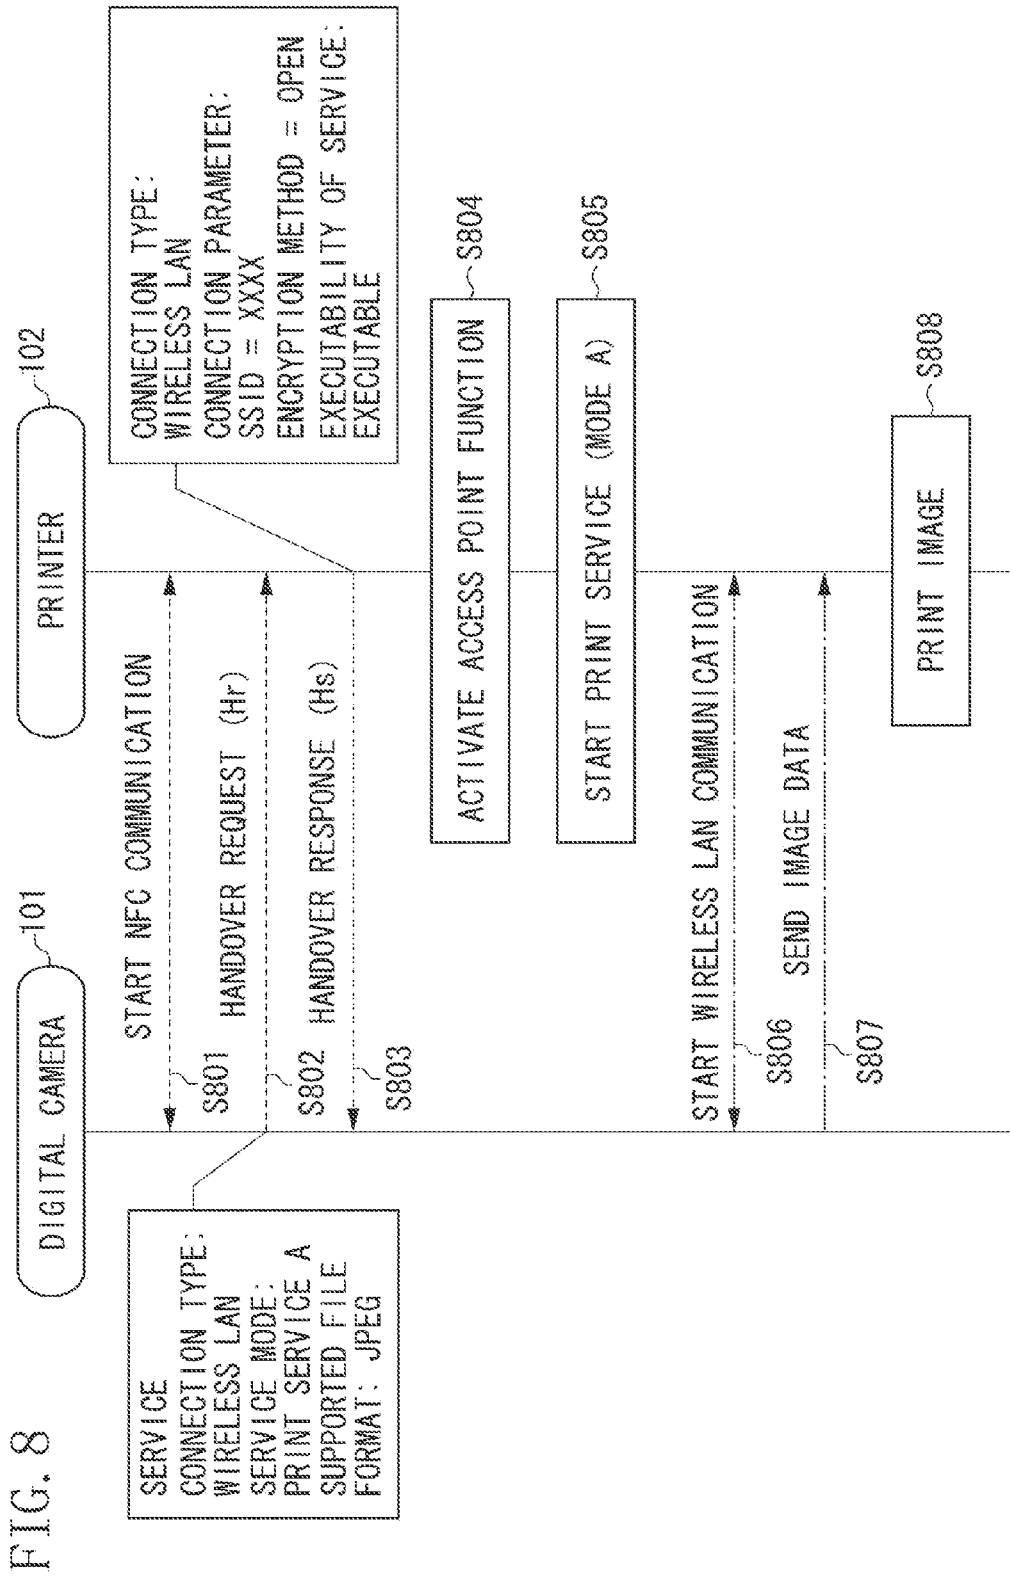 FIG. 8
DIGITAL CAMERA
101
PRINTER
102
START NFC COMMUNICATION
S801
SERVICE
CONNECTION TYPE:
WIRELESS LAN
SERVICE MODE:
PRINT SERVICE A
SUPPORTED FILE
FORMAT: JPEG
HANDOVER REQUEST (Hr)
S802
HANDOVER RESPONSE (Hs)
S803
CONNECTION TYPE:
WIRELESS LAN
CONNECTION PARAMETER:
SSID = XXXX
ENCRYPTION METHOD = OPEN
EXECUTABILITY OF SERVICE:
EXECUTABLE
ACTIVATE ACCESS POINT FUNCTION
S804
START PRINT SERVICE (MODE A)
S805
START WIRELESS LAN COMMUNICATION
S806
SEND IMAGE DATA
S807
PRINT IMAGE
S808